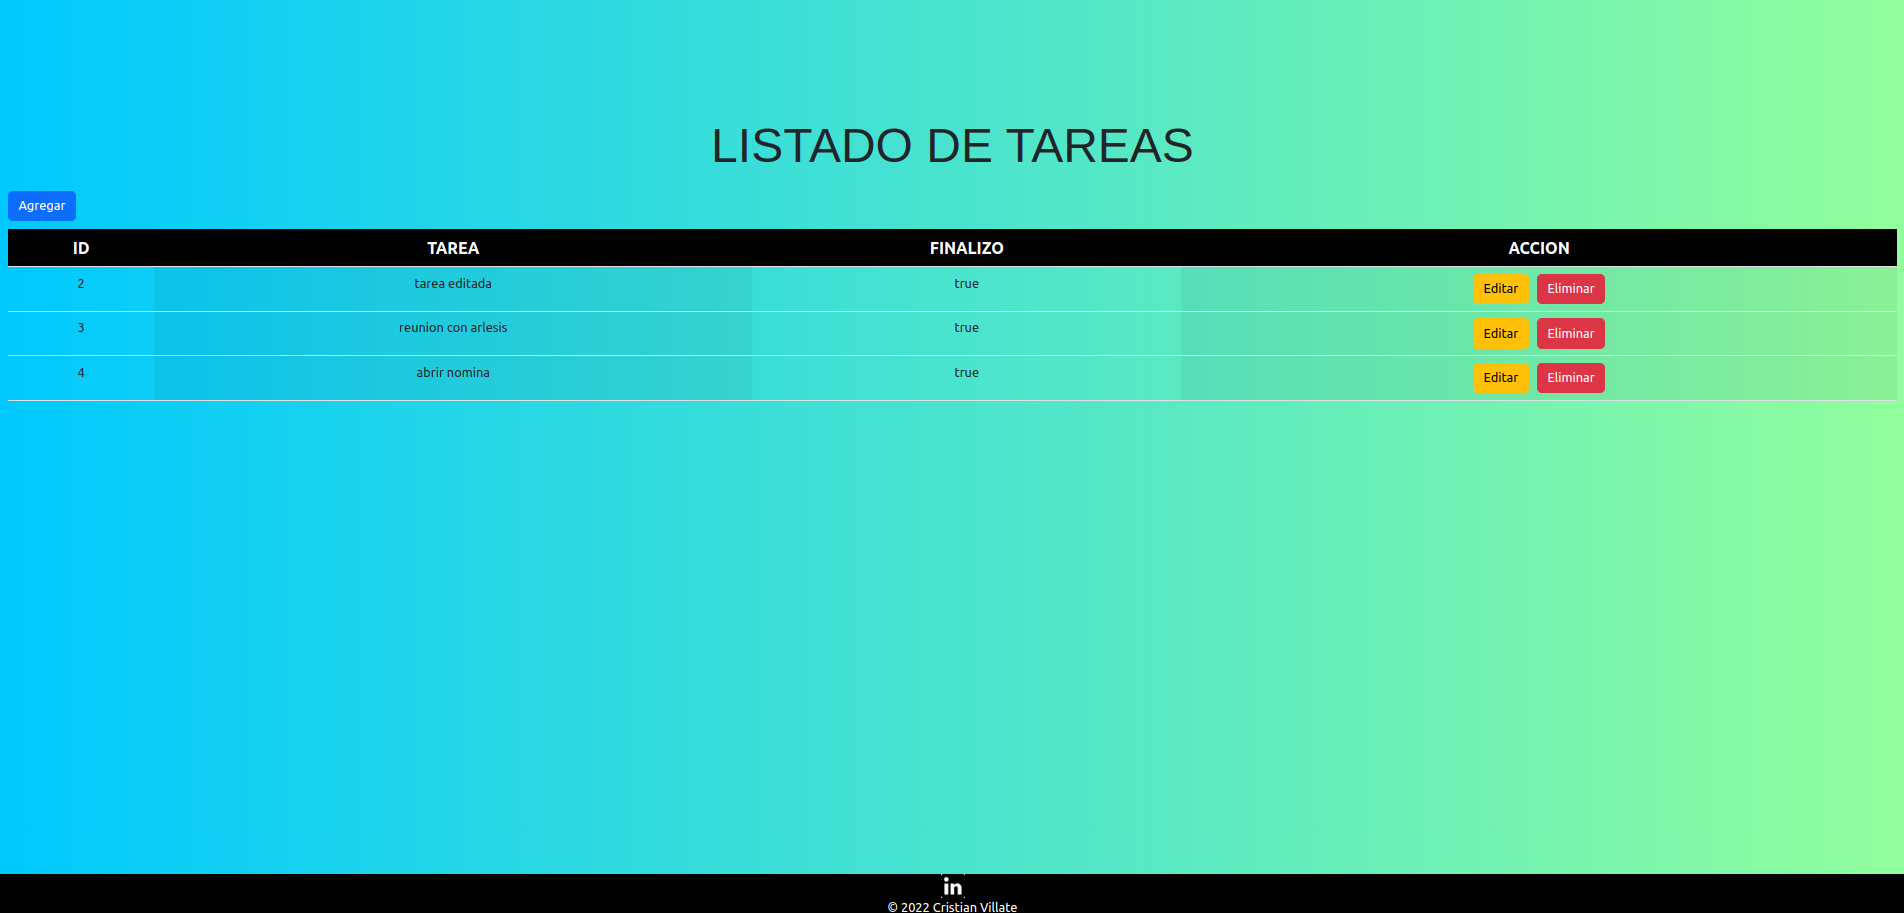 LISTADO DE TAREAS
Agregar
ID TAREA FINALIZO ACCION
2 tarea editada true Editar Eliminar
3 reunion con arlesis true Editar Eliminar
4 abrir nomina true Editar Eliminar
in
© 2022 Cristian Villate